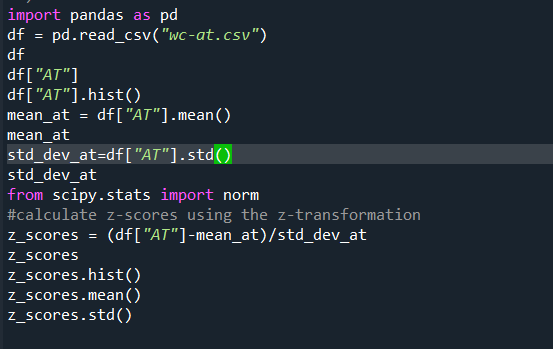 import pandas as pd
df = pd.read_csv("wc-at.csv")
df
df["AT"]
df["AT"].hist()
mean_at = df["AT"].mean()
mean_at
std_dev_at=df["AT"].std()
std_dev_at
from scipy.stats import norm
#calculate z-scores using the z-transformation
z_scores = (df["AT"]-mean_at)/std_dev_at
z_scores
z_scores.hist()
z_scores.mean()
z_scores.std()